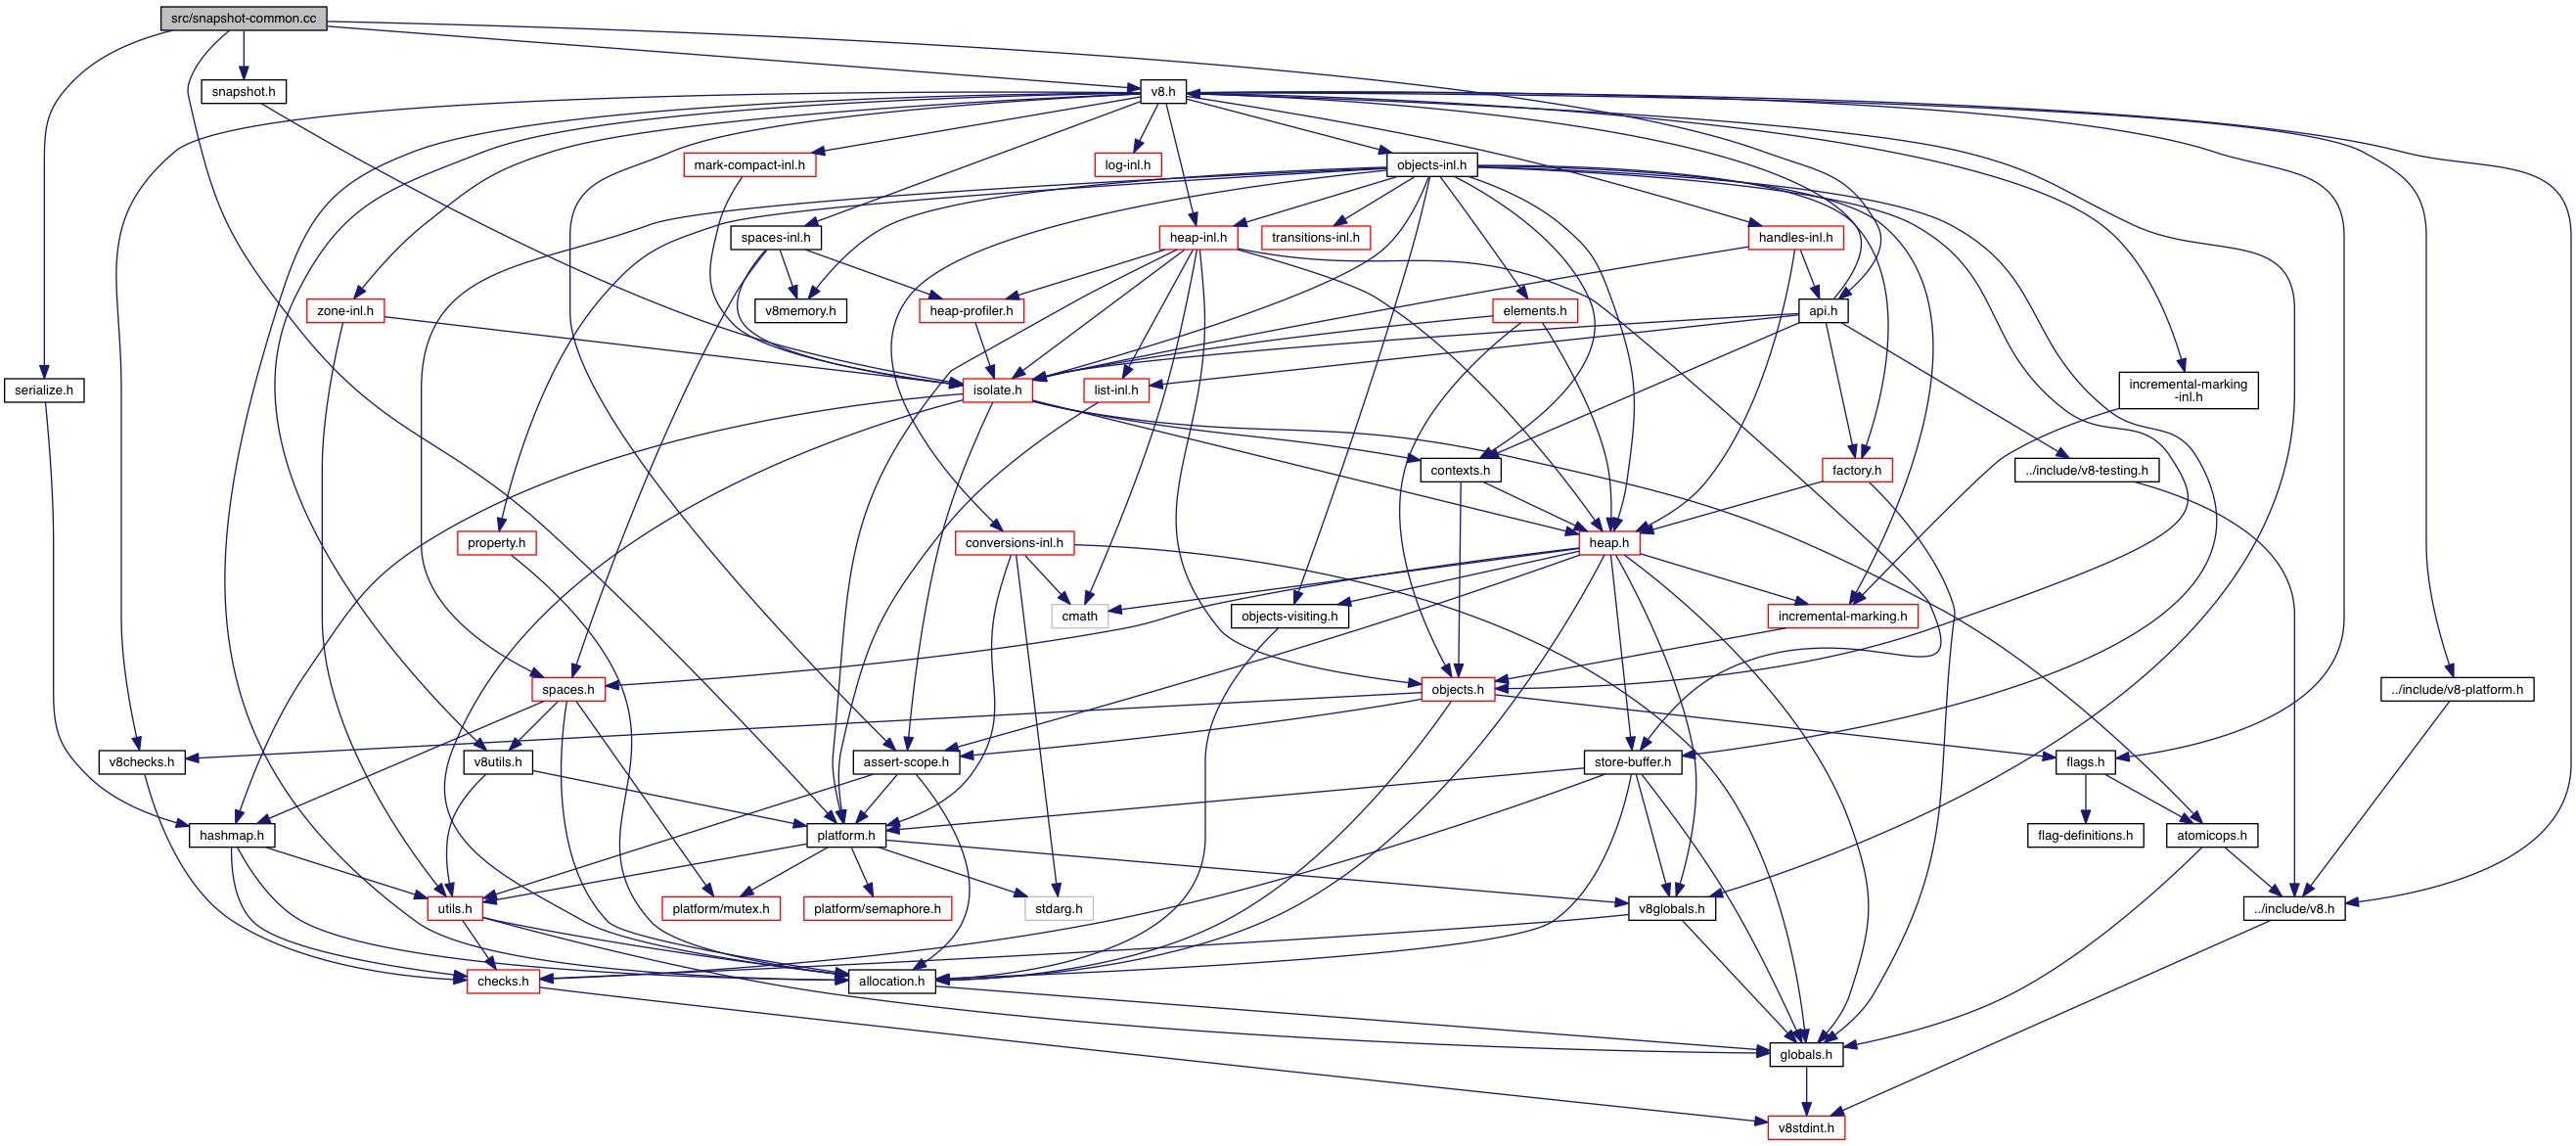 src/snapshot-common.cc
snapshot.h
v8.h
mark-compact-inl.h
log-inl.h
objects-inl.h
spaces-inl.h
heap-inl.h
transitions-inl.h
handles-inl.h
zone-inl.h
v8memory.h
heap-profiler.h
elements.h
api.h
serialize.h
isolate.h
list-inl.h
incremental-marking
-inl.h
contexts.h
factory.h
../include/v8-testing.h
property.h
conversions-inl.h
heap.h
cmath
objects-visiting.h
incremental-marking.h
spaces.h
objects.h
../include/v8-platform.h
v8checks.h
v8utils.h
assert-scope.h
store-buffer.h
flags.h
hashmap.h
platform.h
flag-definitions.h
atomicops.h
utils.h
platform/mutex.h
platform/semaphore.h
stdarg.h
v8globals.h
../include/v8.h
checks.h
allocation.h
globals.h
v8stdint.h